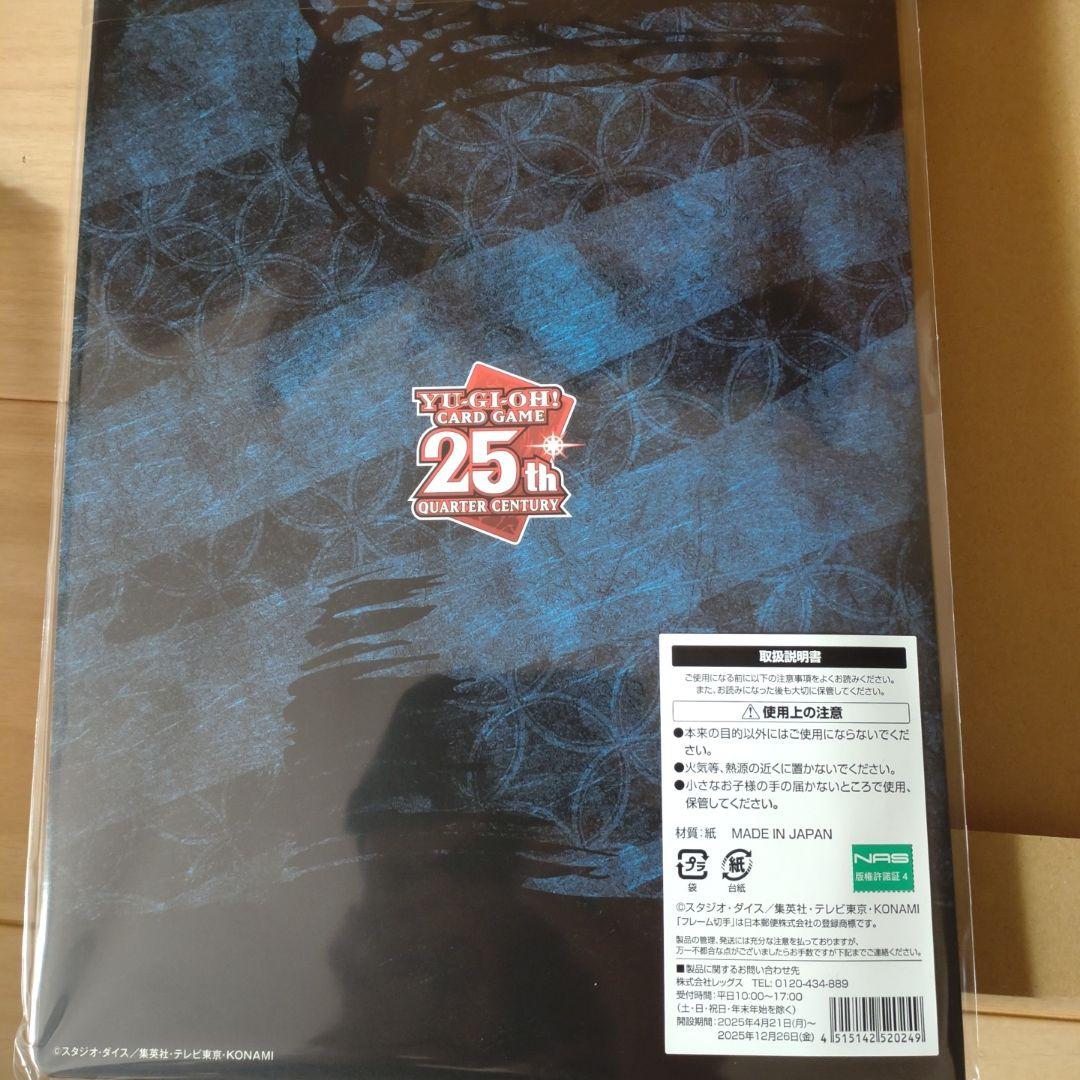 YU-GI-OH!
CARD GAME
25th
QUARTER CENTURY
取扱説明書
ご使用になる前に以下の注意事項をよくお読みください。
また、お読みになった後も大切に保管してください。
⚠使用上の注意
●本来の目的以外にはご使用にならないでくだ
さい。
●火気等、熱源の近くに置かないでください。
●小さなお子様の手の届かないところで使用、
保管してください。
材質:紙 MADE IN JAPAN
プラ 紙
袋 台紙
NAS
版権許諾証 4
©スタジオ・ダイス/集英社・テレビ東京・KONAMI
「フレーム切手」は日本郵便株式会社の登録商標です。
製品の管理、発送には充分な注意を払っておりますが、
万一不都合な点がございましたらお手数ですが下記までご連絡ください。
■製品に関するお問い合わせ先
株式会社レッグス TEL: 0120-434-889
受付時間:平日10:00〜17:00
(土・日・祝日・年末年始を除く)
開設期間:2025年4月21日(月)〜
2025年12月26日(金)
4 515142 520249
©スタジオ・ダイス/集英社・テレビ東京・KONAMI